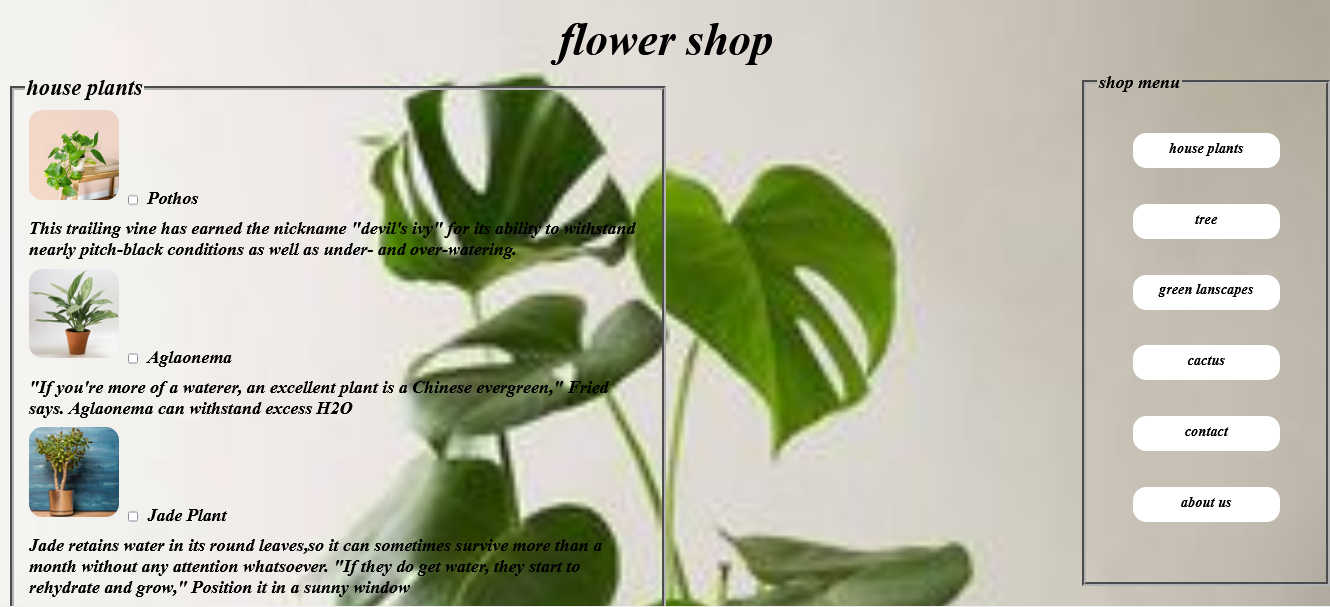 flower shop
house plants
Pothos
This trailing vine has earned the nickname "devil's ivy" for its ability to withstand
nearly pitch-black conditions as well as under- and over-watering.
Aglaonema
"If you're more of a waterer, an excellent plant is a Chinese evergreen," Fried
says. Aglaonema can withstand excess H2O
Jade Plant
Jade retains water in its round leaves,so it can sometimes survive more than a
month without any attention whatsoever. "If they do get water, they start to
rehydrate and grow," Position it in a sunny window
shop menu
house plants
tree
green lanscapes
cactus
contact
about us